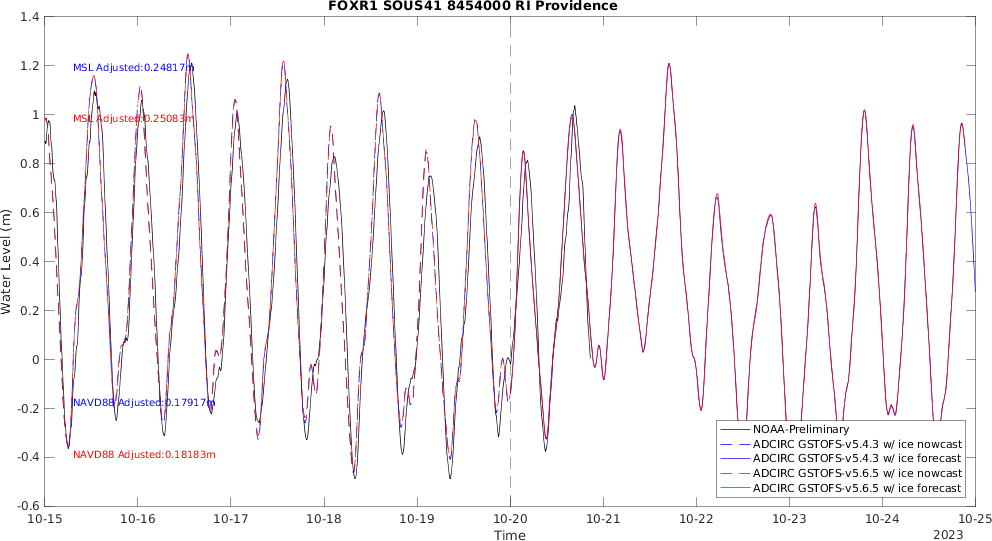 FOXR1 SOUS41 8454000 RI Providence
1.4
1.2
1
0.8
0.6
0.4
0.2
0
-0.2
-0.4
-0.6
Water Level (m)
MSL Adjusted:0.24817m
MSL Adjusted:0.25083m
NAVD88 Adjusted:0.17917m
NAVD88 Adjusted:0.18183m
NOAA-Preliminary
ADCIRC GSTOFS-v5.4.3 w/ ice nowcast
ADCIRC GSTOFS-v5.4.3 w/ ice forecast
ADCIRC GSTOFS-v5.6.5 w/ ice nowcast
ADCIRC GSTOFS-v5.6.5 w/ ice forecast
10-15 10-16 10-17 10-18 10-19 10-20 10-21 10-22 10-23 10-24 10-25
Time
2023